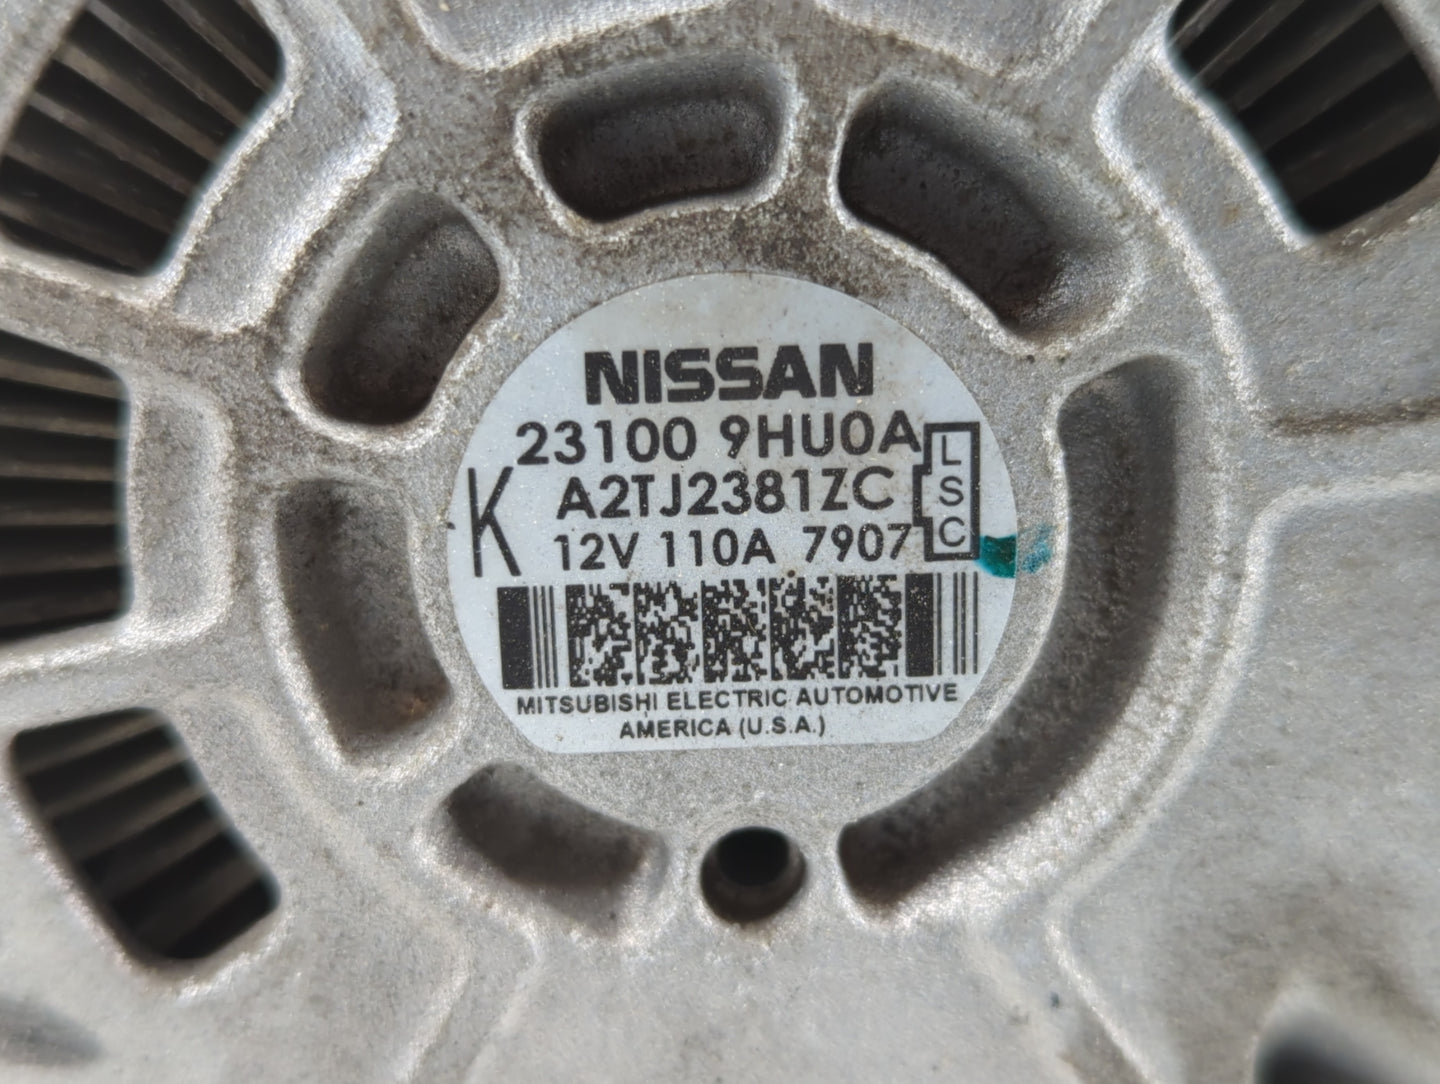 NISSAN
23100 9HU0A
K A2TJ2381ZC
12V 110A 7907
L
S
C
MITSUBISHI ELECTRIC AUTOMOTIVE
AMERICA (U.S.A.)